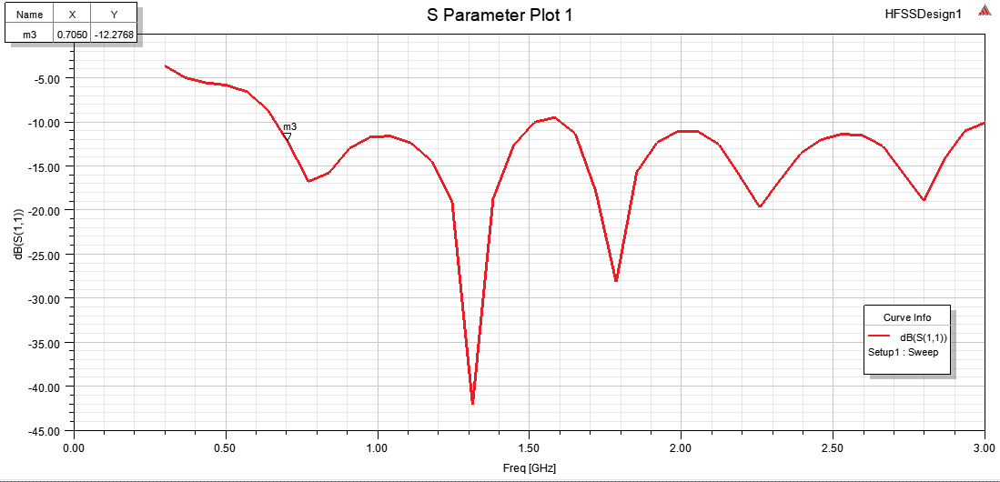 S Parameter Plot 1
HFSSDesign1
Name X Y
m3 0.7050 -12.2768
-5.00
-10.00
-15.00
-20.00
-25.00
-30.00
-35.00
-40.00
-45.00
dB(S(1,1))
m3
Curve Info
dB(S(1,1))
Setup1 : Sweep
0.00 0.50 1.00 1.50 2.00 2.50 3.00
Freq [GHz]